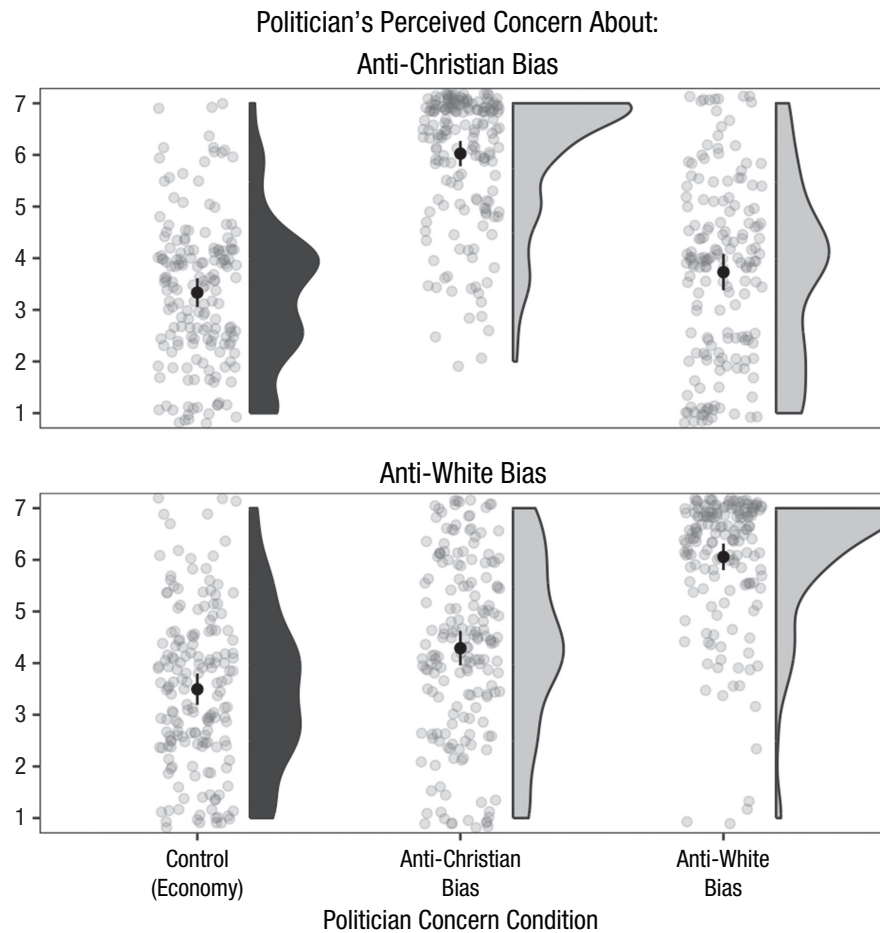 Politician’s Perceived Concern About:
Anti-Christian Bias
7
6
5
4
3
2
1
Anti-White Bias
7
6
5
4
3
2
1
Control
(Economy)
Anti-Christian
Bias
Anti-White
Bias
Politician Concern Condition